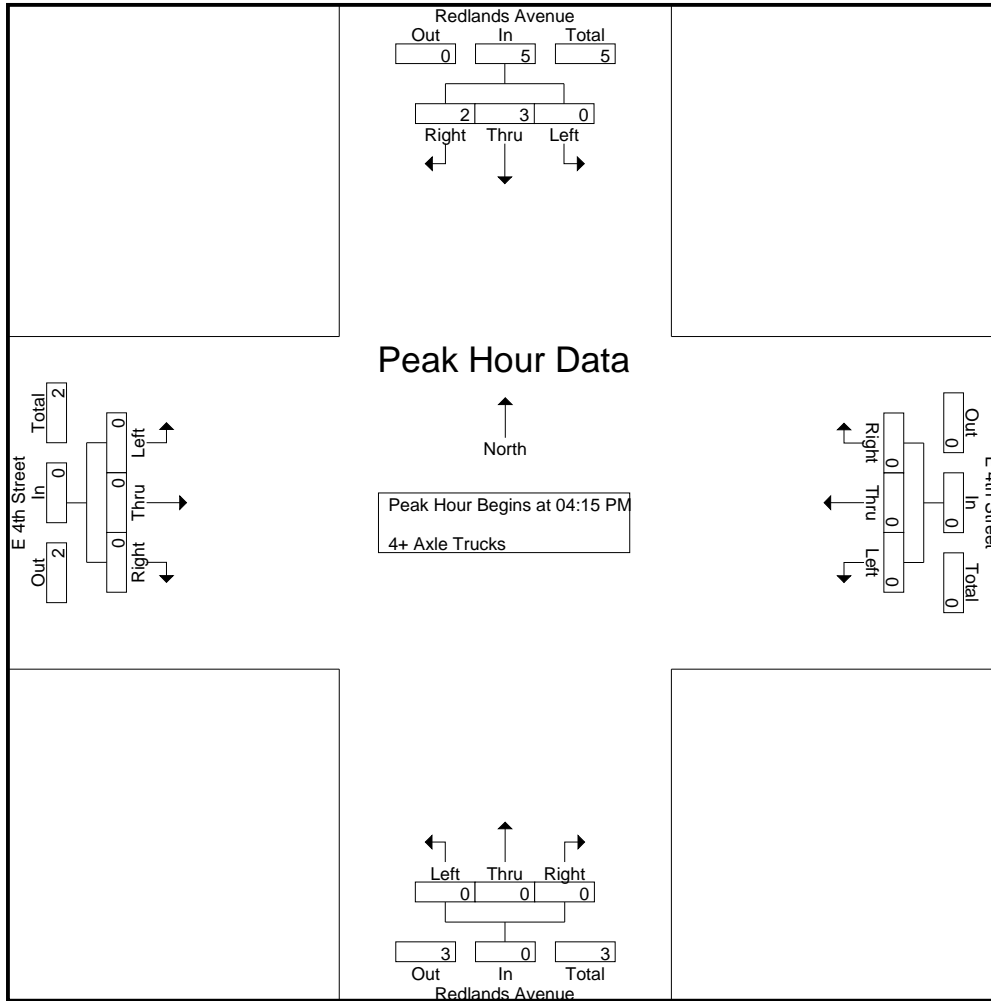 Redlands Avenue
Out In Total
0 5 5
2 3 0
Right Thru Left
Peak Hour Data
North
Peak Hour Begins at 04:15 PM
4+ Axle Trucks
E 4th Street
Out In Total
2 0 2
0 0 0
Right Thru Left
E 4th Street
Out In Total
0 0 0
0 0 0
Right Thru Left
Left Thru Right
0 0 0
3 0 3
Out In Total
Redlands Avenue